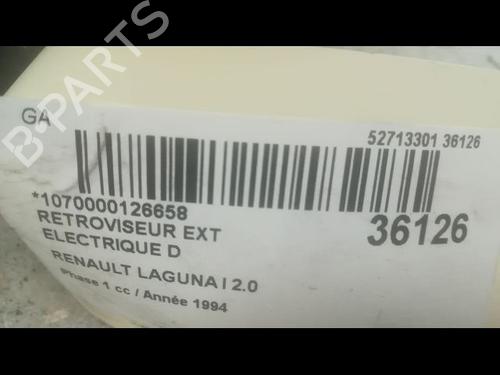 GA
52713301 36126
*1070000126658
36126
RETROVISEUR EXT
ELECTRIQUE D
RENAULT LAGUNA I 2.0
Phase 1 cc / Année 1994
B-PARTS